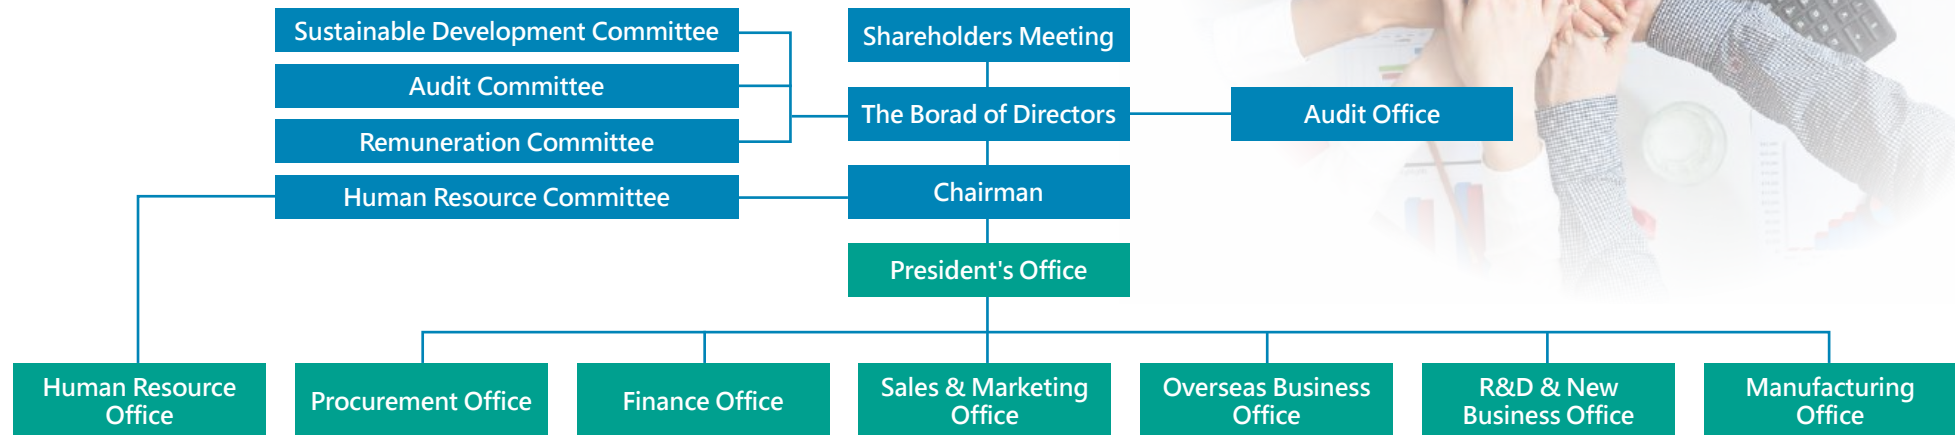 Sustainable Development Committee
Shareholders Meeting
Audit Committee
The Borad of Directors
Audit Office
Remuneration Committee
Human Resource Committee
Chairman
President's Office
Human Resource
Office
Procurement Office
Finance Office
Sales & Marketing
Office
Overseas Business
Office
R&D & New
Business Office
Manufacturing
Office